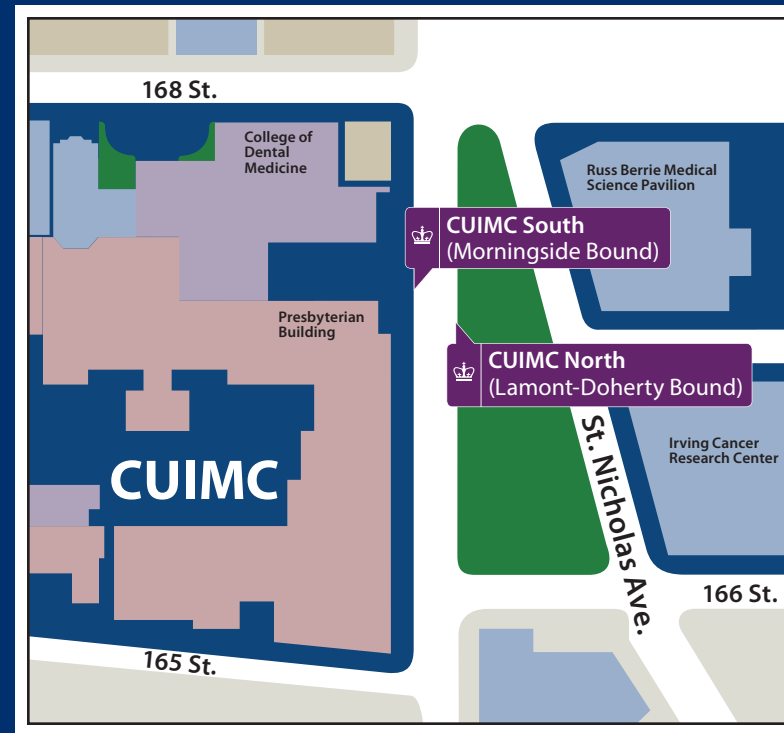 168 St.
College of
Dental
Medicine
Russ Berrie Medical
Science Pavilion
CUIMC South
(Morningside Bound)
Presbyterian
Building
CUIMC North
(Lamont-Doherty Bound)
St. Nicholas Ave.
Irving Cancer
Research Center
CUIMC
166 St.
165 St.